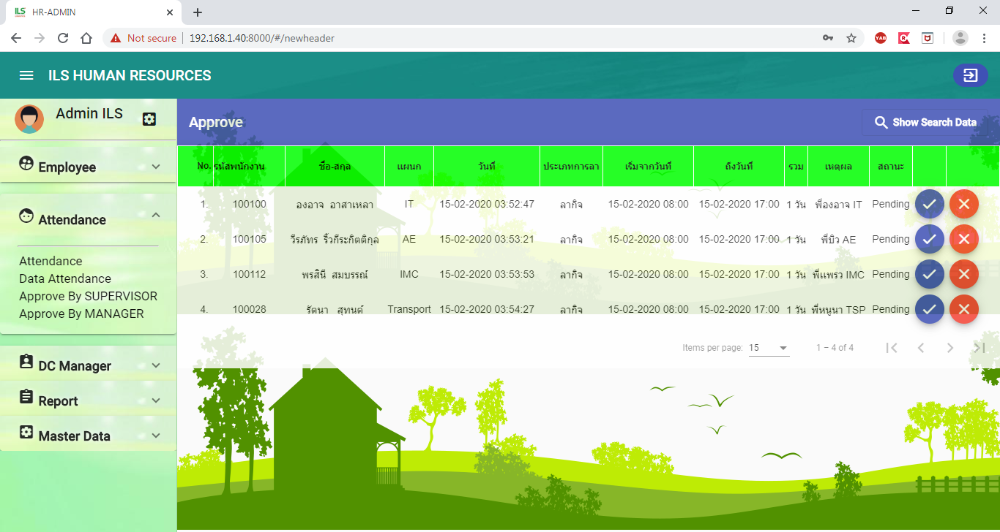 ILS HR-ADMIN
Not secure 192.168.1.40:8000/#/newheader YAB
ILS HUMAN RESOURCES
Admin ILS
Employee
Attendance
Attendance
Data Attendance
Approve By SUPERVISOR
Approve By MANAGER
DC Manager
Report
Master Data
Approve Show Search Data
No. รหัสพนักงาน ชื่อ-สกุล แผนก วันที่ ประเภทการลา เริ่มจากวันที่ ถึงวันที่ รวม เหตุผล สถานะ
1. 100100 องอาจ อาสาเหลา IT 15-02-2020 03:52:47 ลากิจ 15-02-2020 08:00 15-02-2020 17:00 1 วัน พี่องอาจ IT Pending
2. 100105 วีรภัทร ริ้วกีระกิตติกุล AE 15-02-2020 03:53:21 ลากิจ 15-02-2020 08:00 15-02-2020 17:00 1 วัน พี่บิว AE Pending
3. 100112 พรสินี สมบรรณ์ IMC 15-02-2020 03:53:53 ลากิจ 15-02-2020 08:00 15-02-2020 17:00 1 วัน พี่แพรว IMC Pending
4. 100028 รัตนา สุทนต์ Transport 15-02-2020 03:54:27 ลากิจ 15-02-2020 08:00 15-02-2020 17:00 1 วัน พี่หนูนา TSP Pending
Items per page: 15 1 – 4 of 4